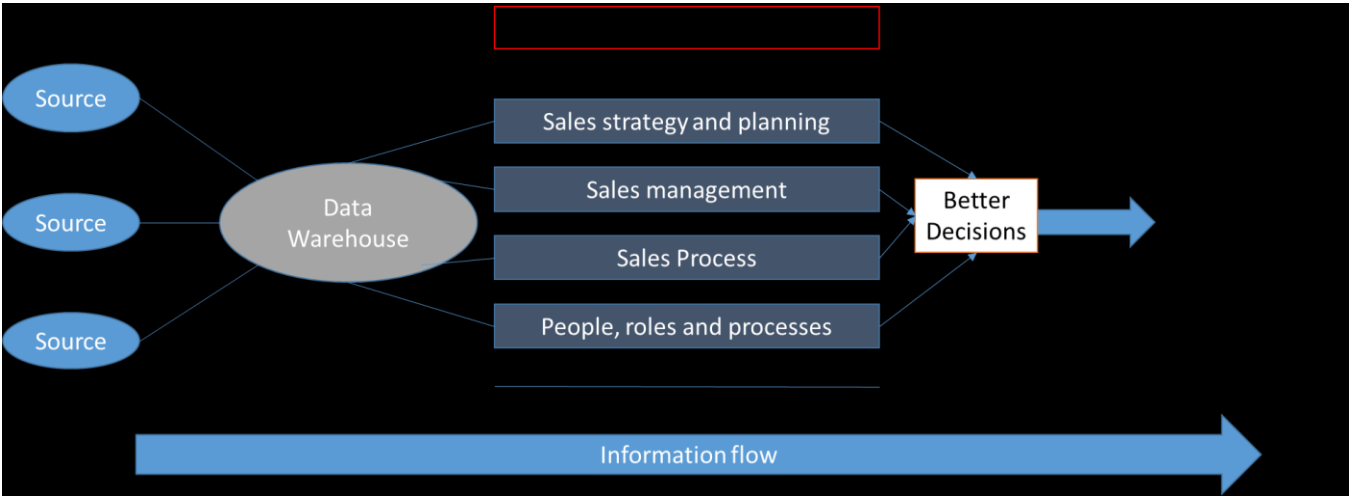 Source
Source
Source
Data
Warehouse
Sales strategy and planning
Sales management
Sales Process
People, roles and processes
Better
Decisions
Information flow